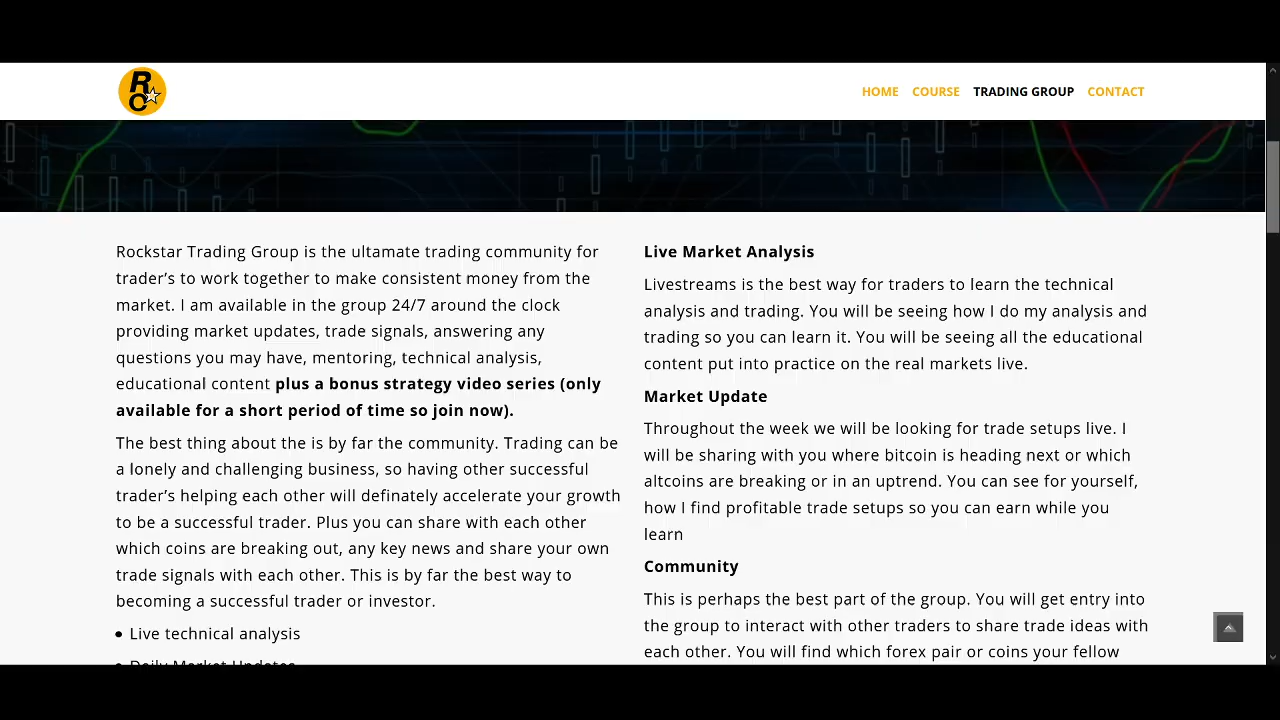 R
C
HOME COURSE TRADING GROUP CONTACT
Rockstar Trading Group is the ultamate trading community for
trader’s to work together to make consistent money from the
market. I am available in the group 24/7 around the clock
providing market updates, trade signals, answering any
questions you may have, mentoring, technical analysis,
educational content plus a bonus strategy video series (only
available for a short period of time so join now).
The best thing about the is by far the community. Trading can be
a lonely and challenging business, so having other successful
trader’s helping each other will definately accelerate your growth
to be a successful trader. Plus you can share with each other
which coins are breaking out, any key news and share your own
trade signals with each other. This is by far the best way to
becoming a successful trader or investor.
• Live technical analysis
• Daily Market Updates
Live Market Analysis
Livestreams is the best way for traders to learn the technical
analysis and trading. You will be seeing how I do my analysis and
trading so you can learn it. You will be seeing all the educational
content put into practice on the real markets live.
Market Update
Throughout the week we will be looking for trade setups live. I
will be sharing with you where bitcoin is heading next or which
altcoins are breaking or in an uptrend. You can see for yourself,
how I find profitable trade setups so you can earn while you
learn
Community
This is perhaps the best part of the group. You will get entry into
the group to interact with other traders to share trade ideas with
each other. You will find which forex pair or coins your fellow